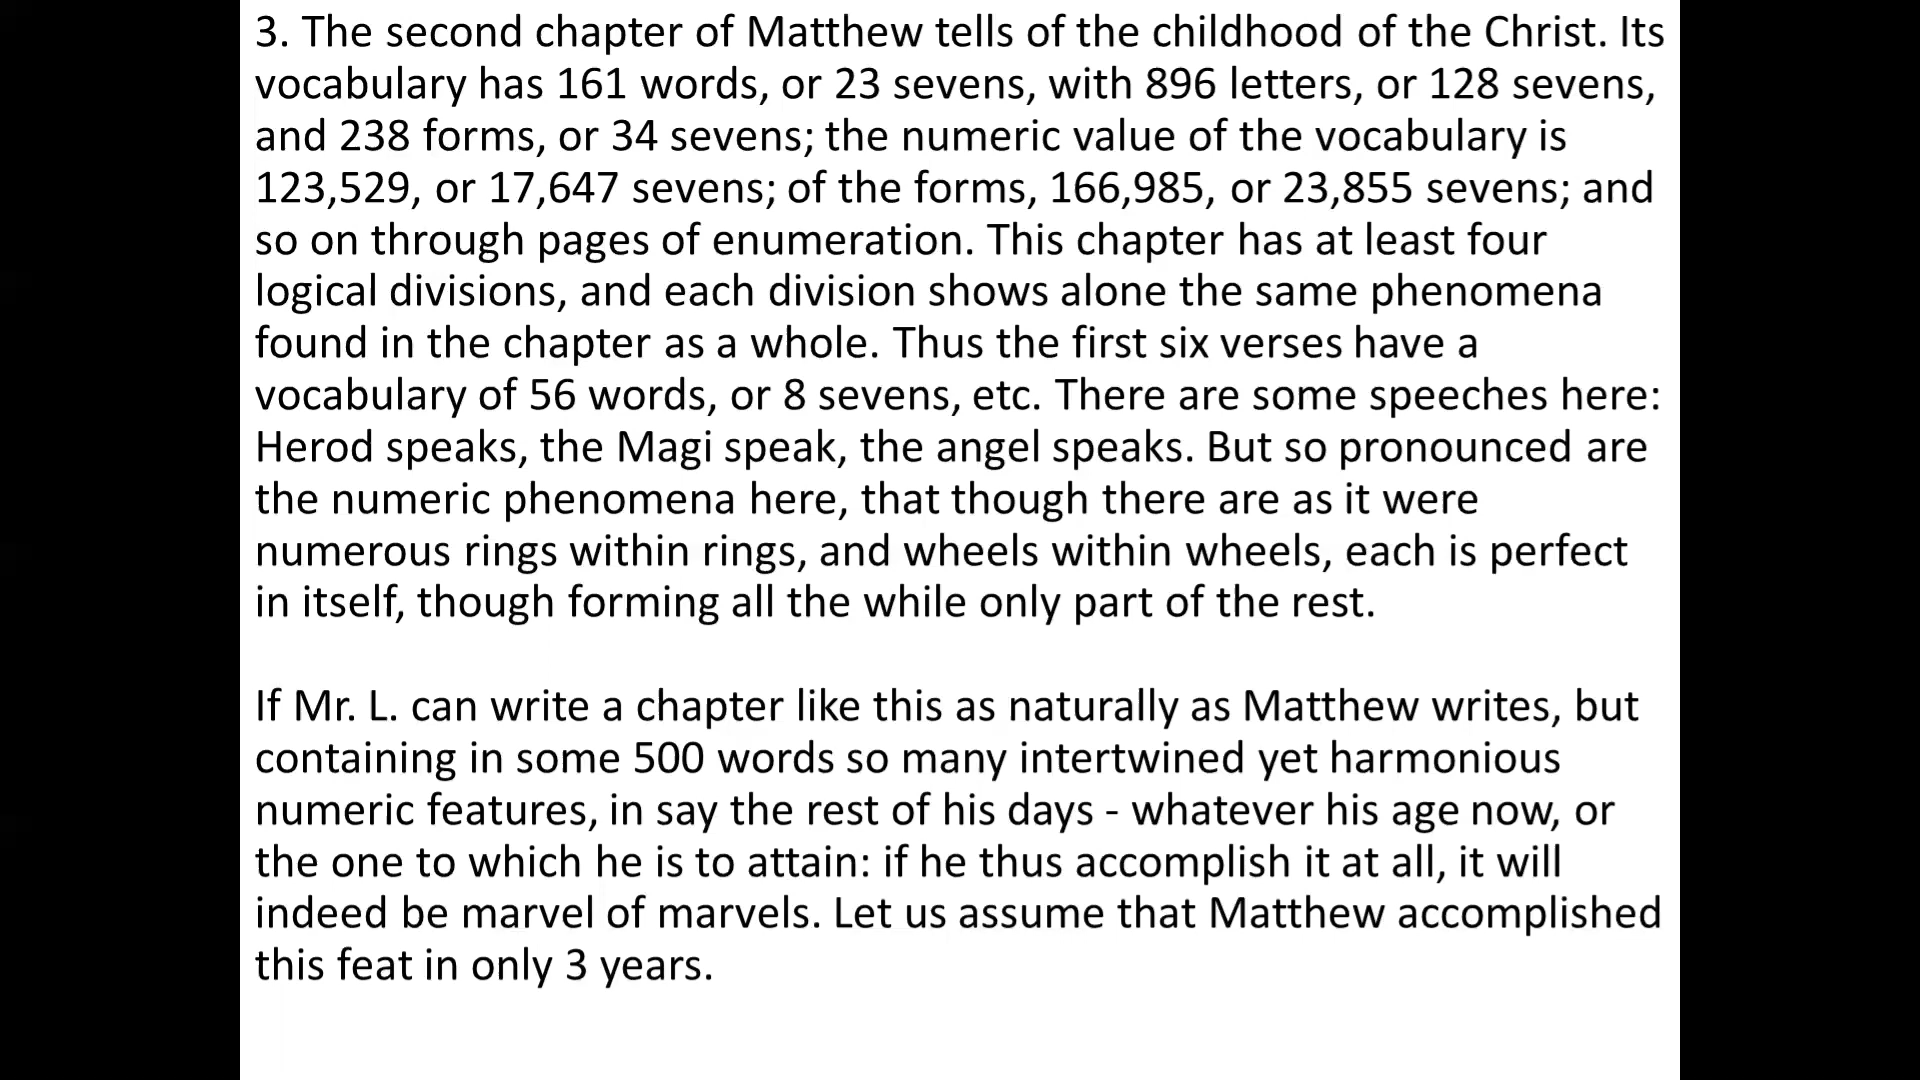 3. The second chapter of Matthew tells of the childhood of the Christ. Its
vocabulary has 161 words, or 23 sevens, with 896 letters, or 128 sevens,
and 238 forms, or 34 sevens; the numeric value of the vocabulary is
123,529, or 17,647 sevens; of the forms, 166,985, or 23,855 sevens; and
so on through pages of enumeration. This chapter has at least four
logical divisions, and each division shows alone the same phenomena
found in the chapter as a whole. Thus the first six verses have a
vocabulary of 56 words, or 8 sevens, etc. There are some speeches here:
Herod speaks, the Magi speak, the angel speaks. But so pronounced are
the numeric phenomena here, that though there are as it were
numerous rings within rings, and wheels within wheels, each is perfect
in itself, though forming all the while only part of the rest.
If Mr. L. can write a chapter like this as naturally as Matthew writes, but
containing in some 500 words so many intertwined yet harmonious
numeric features, in say the rest of his days - whatever his age now, or
the one to which he is to attain: if he thus accomplish it at all, it will
indeed be marvel of marvels. Let us assume that Matthew accomplished
this feat in only 3 years.